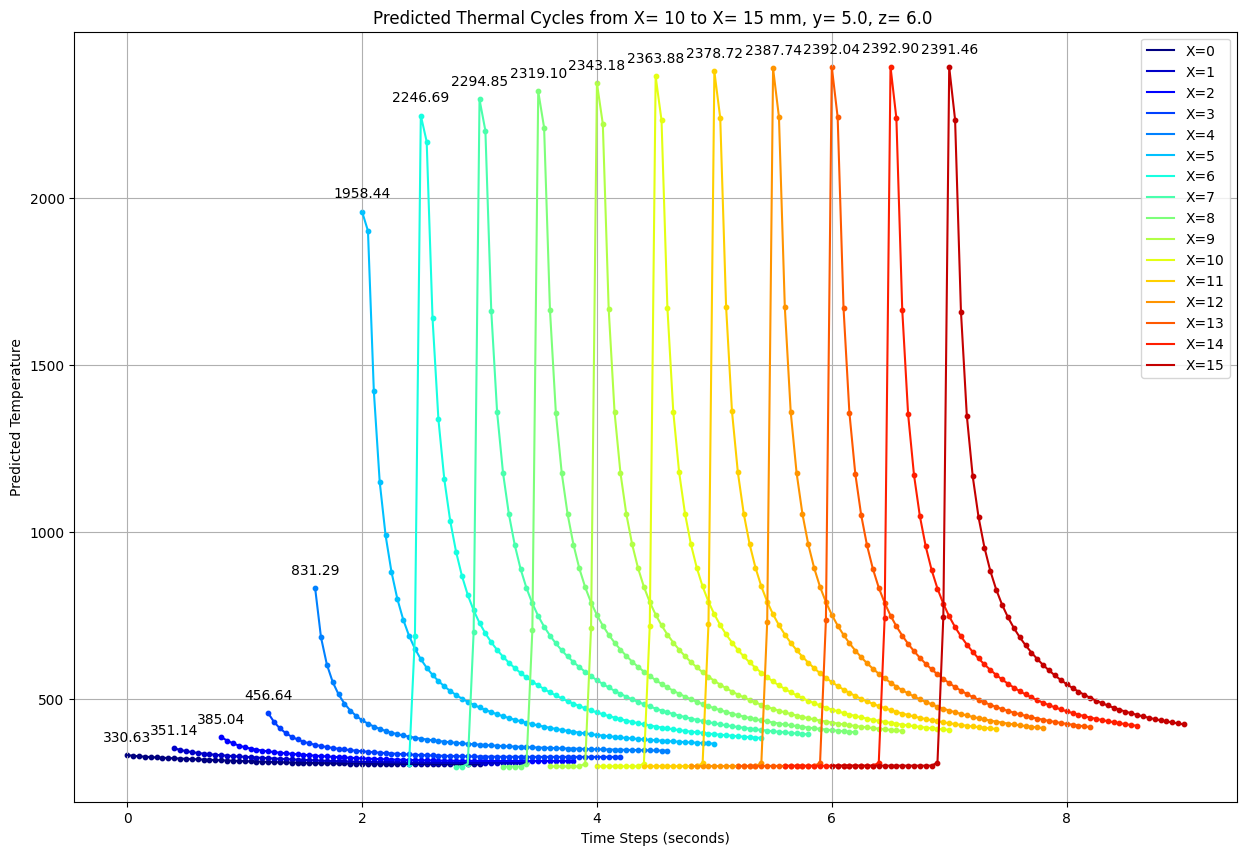 Predicted Thermal Cycles from X= 10 to X= 15 mm, y= 5.0, z= 6.0
Predicted Temperature
2000
1500
1000
500
330.63
351.14
385.04
456.64
831.29
1958.44
2246.69
2294.85
2319.10
2343.18
2363.88
2378.72
2387.74
2392.04
2392.90
2391.46
X=0
X=1
X=2
X=3
X=4
X=5
X=6
X=7
X=8
X=9
X=10
X=11
X=12
X=13
X=14
X=15
0
2
4
6
8
Time Steps (seconds)